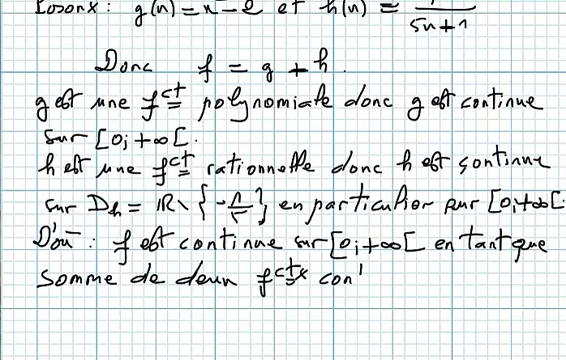 Posons: g(x) = x - 2 et h(x) = 1/(5x+1)
Donc f = g + h.
g est une fct polynomiale donc g est continue
sur [0;+∞[.
h est une fct rationnelle donc h est continue
sur Dh = ℝ\{-1/5} en particulier sur [0;+∞[.
D'où: f est continue sur [0;+∞[ en tant que
somme de deux fcts con